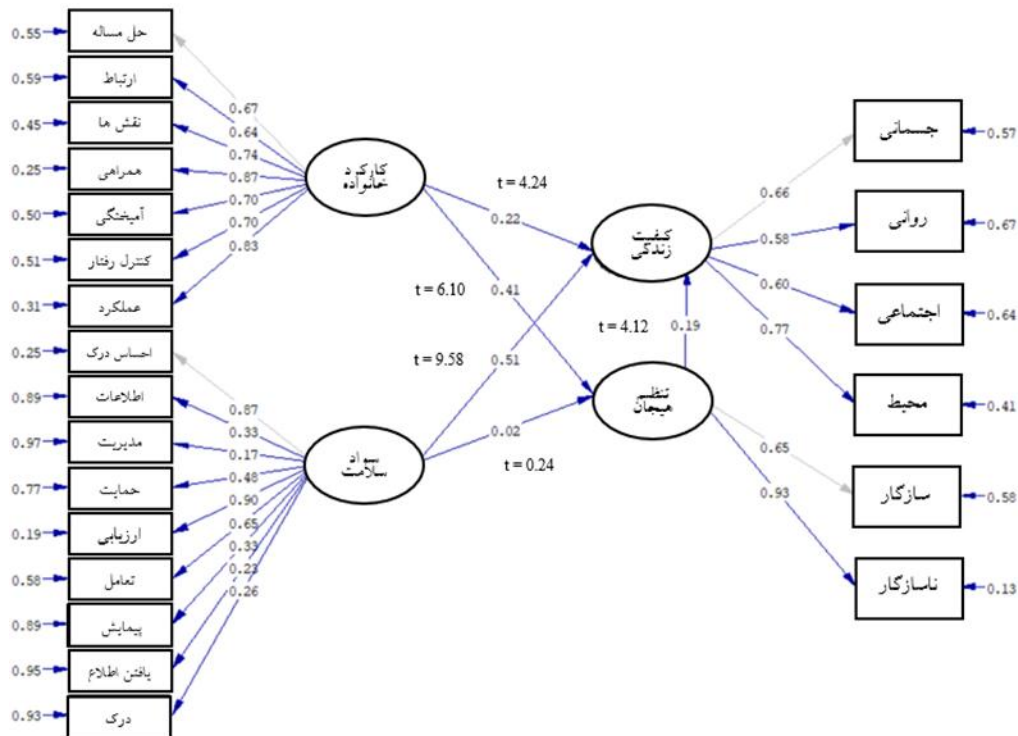 0.55
حل مساله
0.59
ارتباط
0.45
نقش ها
0.25
همراهی
0.50
آمیختگی
0.51
کنترل رفتار
0.31
عملکرد
0.25
احساس درک
0.89
اطلاعات
0.97
مدیریت
0.77
حمایت
0.19
ارزیابی
0.58
تعامل
0.89
پیمایش
0.95
یافتن اطلاع
0.93
درک
0.67
0.64
0.74
0.87
0.70
0.70
0.83
0.87
0.33
0.17
0.48
0.90
0.65
0.33
0.23
0.26
کارکرد
خانواده
سواد
سلامت
t = 4.24
0.22
t = 6.10
0.41
t = 9.58
0.51
0.02
t = 0.24
t = 4.12
0.19
کیفیت
زندگی
تنظیم
هیجان
0.66
0.58
0.60
0.77
0.65
0.93
جسمانی
0.57
روانی
0.67
اجتماعی
0.64
محیط
0.41
سازگار
0.58
ناسازگار
0.13